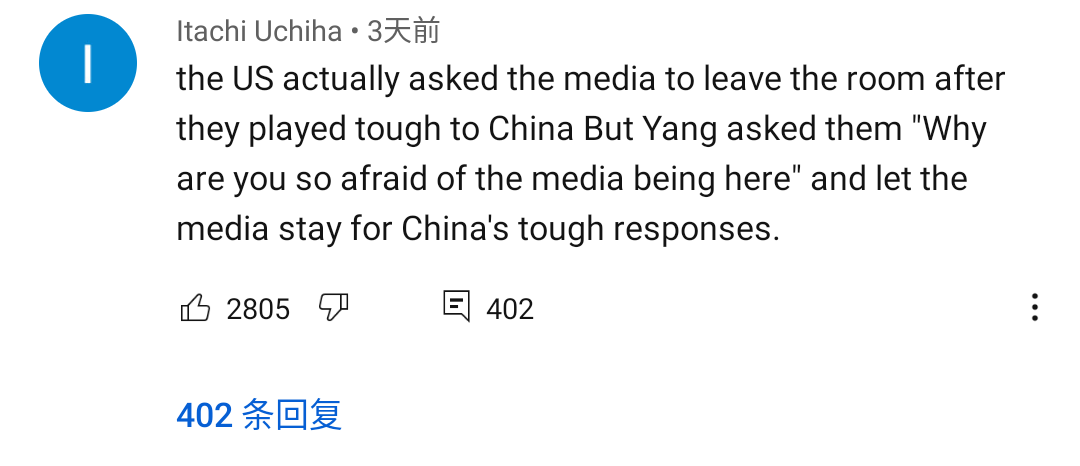 I
Itachi Uchiha • 3天前
the US actually asked the media to leave the room after
they played tough to China But Yang asked them "Why
are you so afraid of the media being here" and let the
media stay for China's tough responses.
2805 402
402 条回复